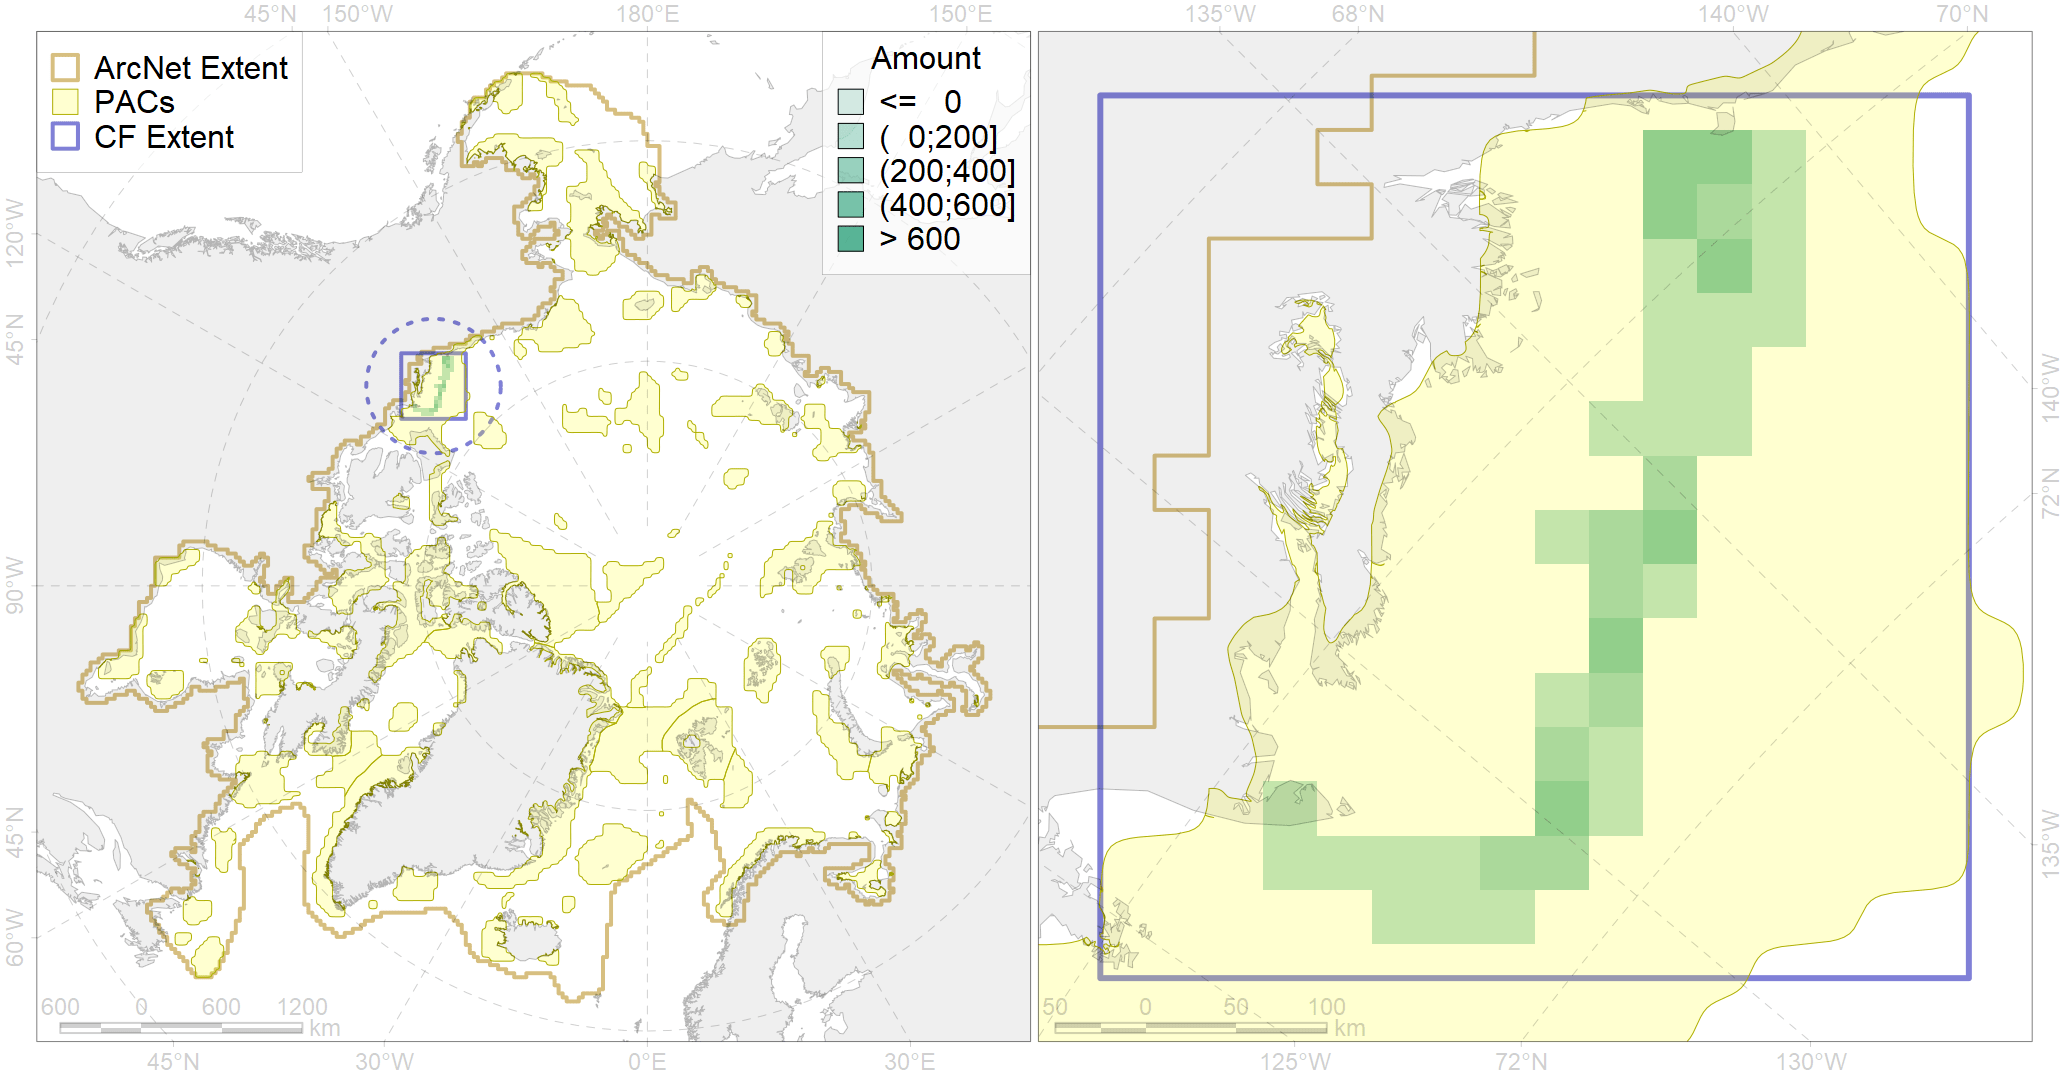 45°N 150°W 180°E 150°E 135°W 68°N 140°W 70°N
ArcNet Extent
PACs
CF Extent
Amount
<= 0
( 0;200]
(200;400]
(400;600]
> 600
120°W
45°N
90°W
45°N
60°W
140°W
72°N
135°W
600 0 600 1200
km
50 0 50 100
km
45°N 30°W 0°E 30°E 125°W 72°N 130°W